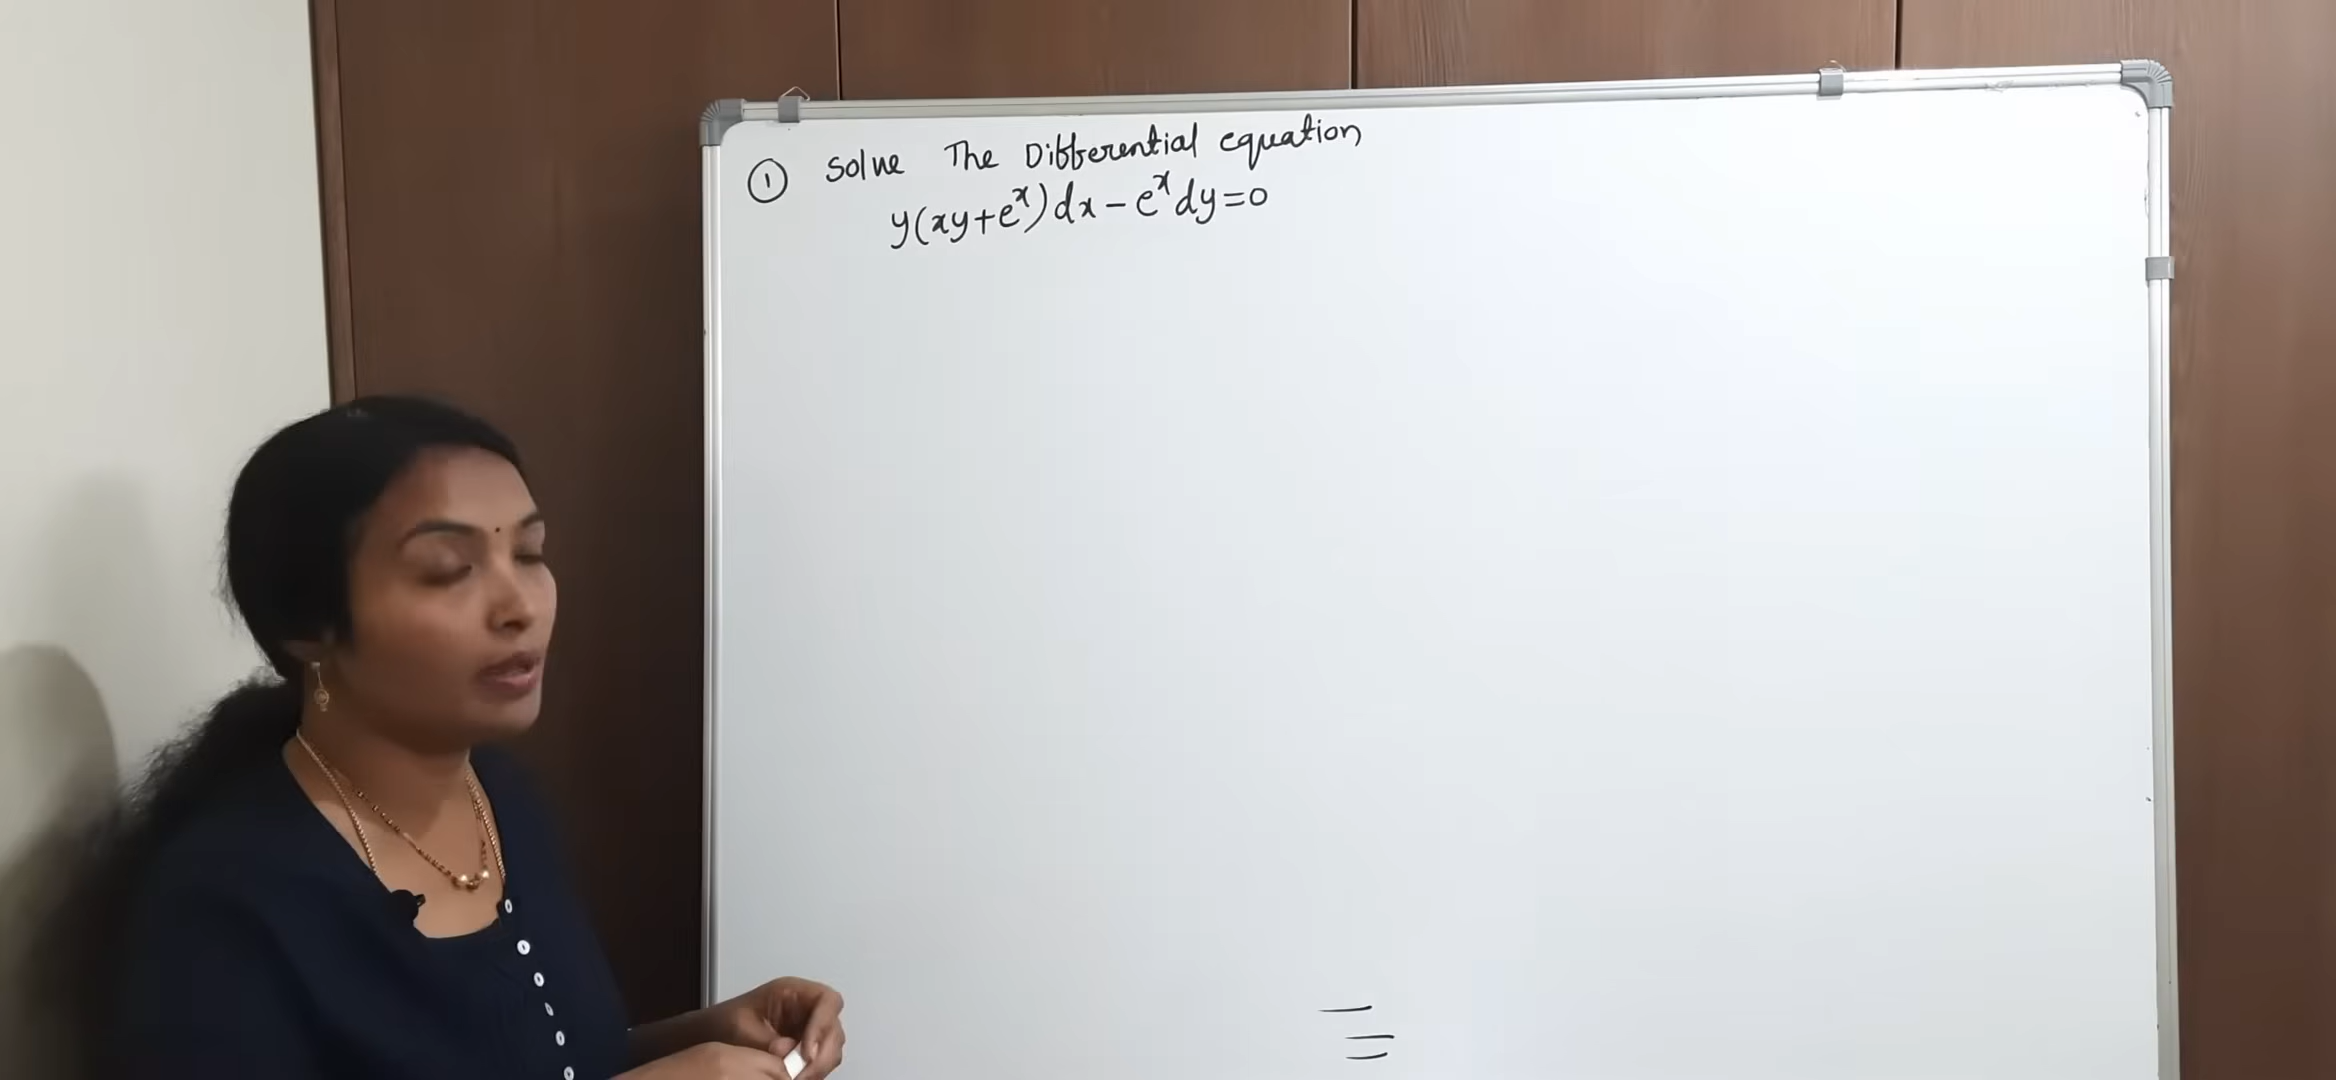 ① Solve The Differential equation
y(xy+eˣ)dx-eˣdy=0